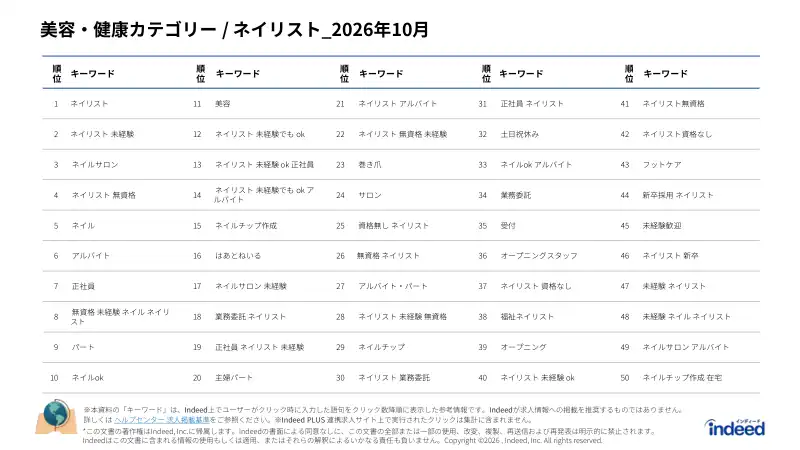 美容・健康カテゴリー / ネイリスト_2026年10月
順位 キーワード 順位 キーワード 順位 キーワード 順位 キーワード 順位 キーワード
1 ネイリスト 11 美容 21 ネイリスト アルバイト 31 正社員 ネイリスト 41 ネイリスト無資格
2 ネイリスト 未経験 12 ネイリスト 未経験でも ok 22 ネイリスト 無資格 未経験 32 土日祝休み 42 ネイリスト資格なし
3 ネイルサロン 13 ネイリスト 未経験 ok 正社員 23 巻き爪 33 ネイルok アルバイト 43 フットケア
4 ネイリスト 無資格 14 ネイリスト 未経験でも ok アルバイト 24 サロン 34 業務委託 44 新卒採用 ネイリスト
5 ネイル 15 ネイルチップ作成 25 資格無し ネイリスト 35 受付 45 未経験歓迎
6 アルバイト 16 はあとねいる 26 無資格 ネイリスト 36 オープニングスタッフ 46 ネイリスト 新卒
7 正社員 17 ネイルサロン 未経験 27 アルバイト・パート 37 ネイリスト 資格なし 47 未経験 ネイリスト
8 無資格 未経験 ネイル ネイリスト 18 業務委託 ネイリスト 28 ネイリスト 未経験 無資格 38 福祉ネイリスト 48 未経験 ネイル ネイリスト
9 パート 19 正社員 ネイリスト 未経験 29 ネイルチップ 39 オープニング 49 ネイルサロン アルバイト
10 ネイルok 20 主婦パート 30 ネイリスト 業務委託 40 ネイリスト 未経験 ok 50 ネイルチップ作成 在宅
※本資料の「キーワード」は、Indeed上でユーザーがクリック時に入力した語句をクリック数降順に表示した参考情報です。Indeedが求人情報への掲載を推奨するものではありません。
詳しくは ヘルプセンター 求人掲載基準をご参照ください。※Indeed PLUS 連携求人サイト上で実行されたクリックは集計に含まれません。
*この文書の著作権はIndeed, Inc.に帰属します。Indeedの書面による同意なしに、この文書の全部または一部の使用、改変、複製、再送信および再発表は明示的に禁止されます。
Indeedはこの文書に含まれる情報の使用もしくは適用、またはそれらの解釈によるいかなる責任も負いません。Copyright ©2026 , Indeed, Inc. All rights reserved.
インディード
indeed